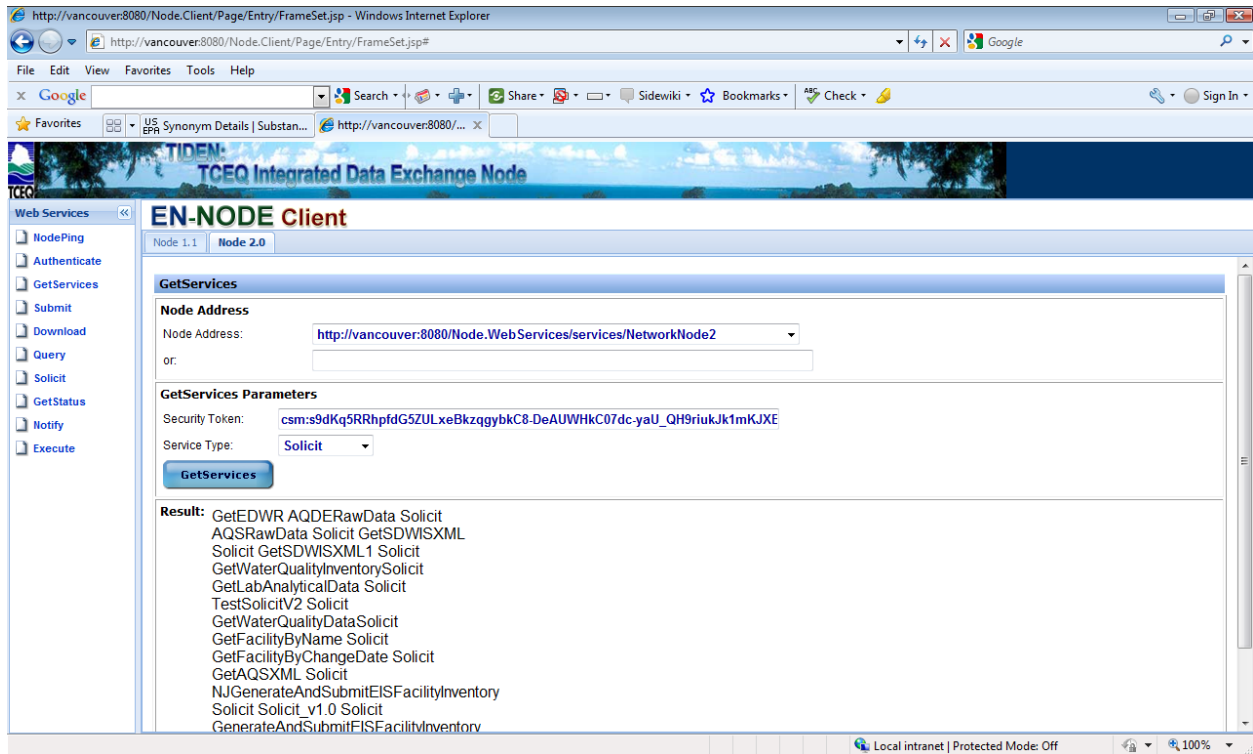 http://vancouver:8080/Node.Client/Page/Entry/FrameSet.jsp - Windows Internet Explorer
http://vancouver:8080/Node.Client/Page/Entry/FrameSet.jsp#
Google
File Edit View Favorites Tools Help
x Google Search Share Sidewiki Bookmarks ABC Check Sign In
Favorites US EPA Synonym Details | Substan... http://vancouver:8080/... X
TCEQ
TIDEN:
TCEQ Integrated Data Exchange Node
Web Services «
NodePing
Authenticate
GetServices
Submit
Download
Query
Solicit
GetStatus
Notify
Execute
EN-NODE Client
Node 1.1 Node 2.0
GetServices
Node Address
Node Address: http://vancouver:8080/Node.WebServices/services/NetworkNode2
or:
GetServices Parameters
Security Token: csm:s9dKq5RRhpfdG5ZULxeBkzqgybkC8-DeAUWHkC07dc-yaU_QH9riukJk1mKJXE
Service Type: Solicit
GetServices
Result: GetEDWR AQDERawData Solicit
AQSRawData Solicit GetSDWISXML
Solicit GetSDWISXML1 Solicit
GetWaterQualityInventorySolicit
GetLabAnalyticalData Solicit
TestSolicitV2 Solicit
GetWaterQualityDataSolicit
GetFacilityByName Solicit
GetFacilityByChangeDate Solicit
GetAQSXML Solicit
NJGenerateAndSubmitEISFacilityInventory
Solicit Solicit_v1.0 Solicit
GenerateAndSubmitEISFacilityInventory
Local intranet | Protected Mode: Off 100%